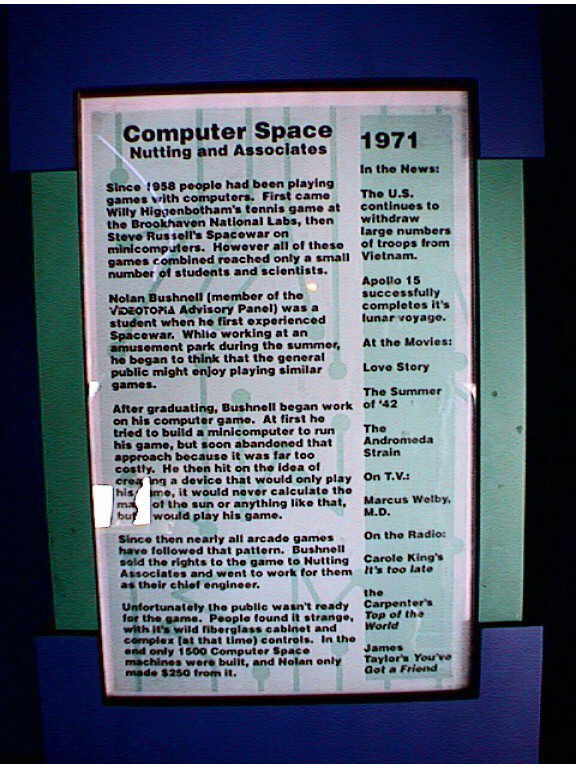 Computer Space
Nutting and Associates
Since 1958 people had been playing
games with computers. First came
Willy Higgenbotham's tennis game at
the Brookhaven National Labs, then
Steve Russell's Spacewar on
minicomputers. However all of these
games combined reached only a small
number of students and scientists.
Nolan Bushnell (member of the
VIDEOTOPIA Advisory Panel) was a
student when he first experienced
Spacewar. While working at an
amusement park during the summer,
he began to think that the general
public might enjoy playing similar
games.
After graduating, Bushnell began work
on his computer game. At first he
tried to build a minicomputer to run
his game, but soon abandoned that
approach because it was far too
costly. He then hit on the idea of
creating a device that would only play
his game, it would never calculate the
of the sun or anything like that,
but would play his game.
Since then nearly all arcade games
have followed that pattern. Bushnell
sold the rights to the game to Nutting
Associates and went to work for them
as their chief engineer.
Unfortunately the public wasn't ready
for the game. People found it strange,
with it's wild fiberglass cabinet and
complex (at that time) controls. In the
end only 1500 Computer Space
machines were built, and Nolan only
made $250 from it.
1971
In the News:
The U.S.
continues to
withdraw
large numbers
of troops from
Vietnam.
Apollo 15
successfully
completes it's
lunar voyage.
At the Movies:
Love Story
The Summer
of '42
The
Andromeda
Strain
On T.V.:
Marcus Welby,
M.D.
On the Radio:
Carole King's
It's too late
the
Carpenter's
Top of the
World
James
Taylor's You've
Got a Friend